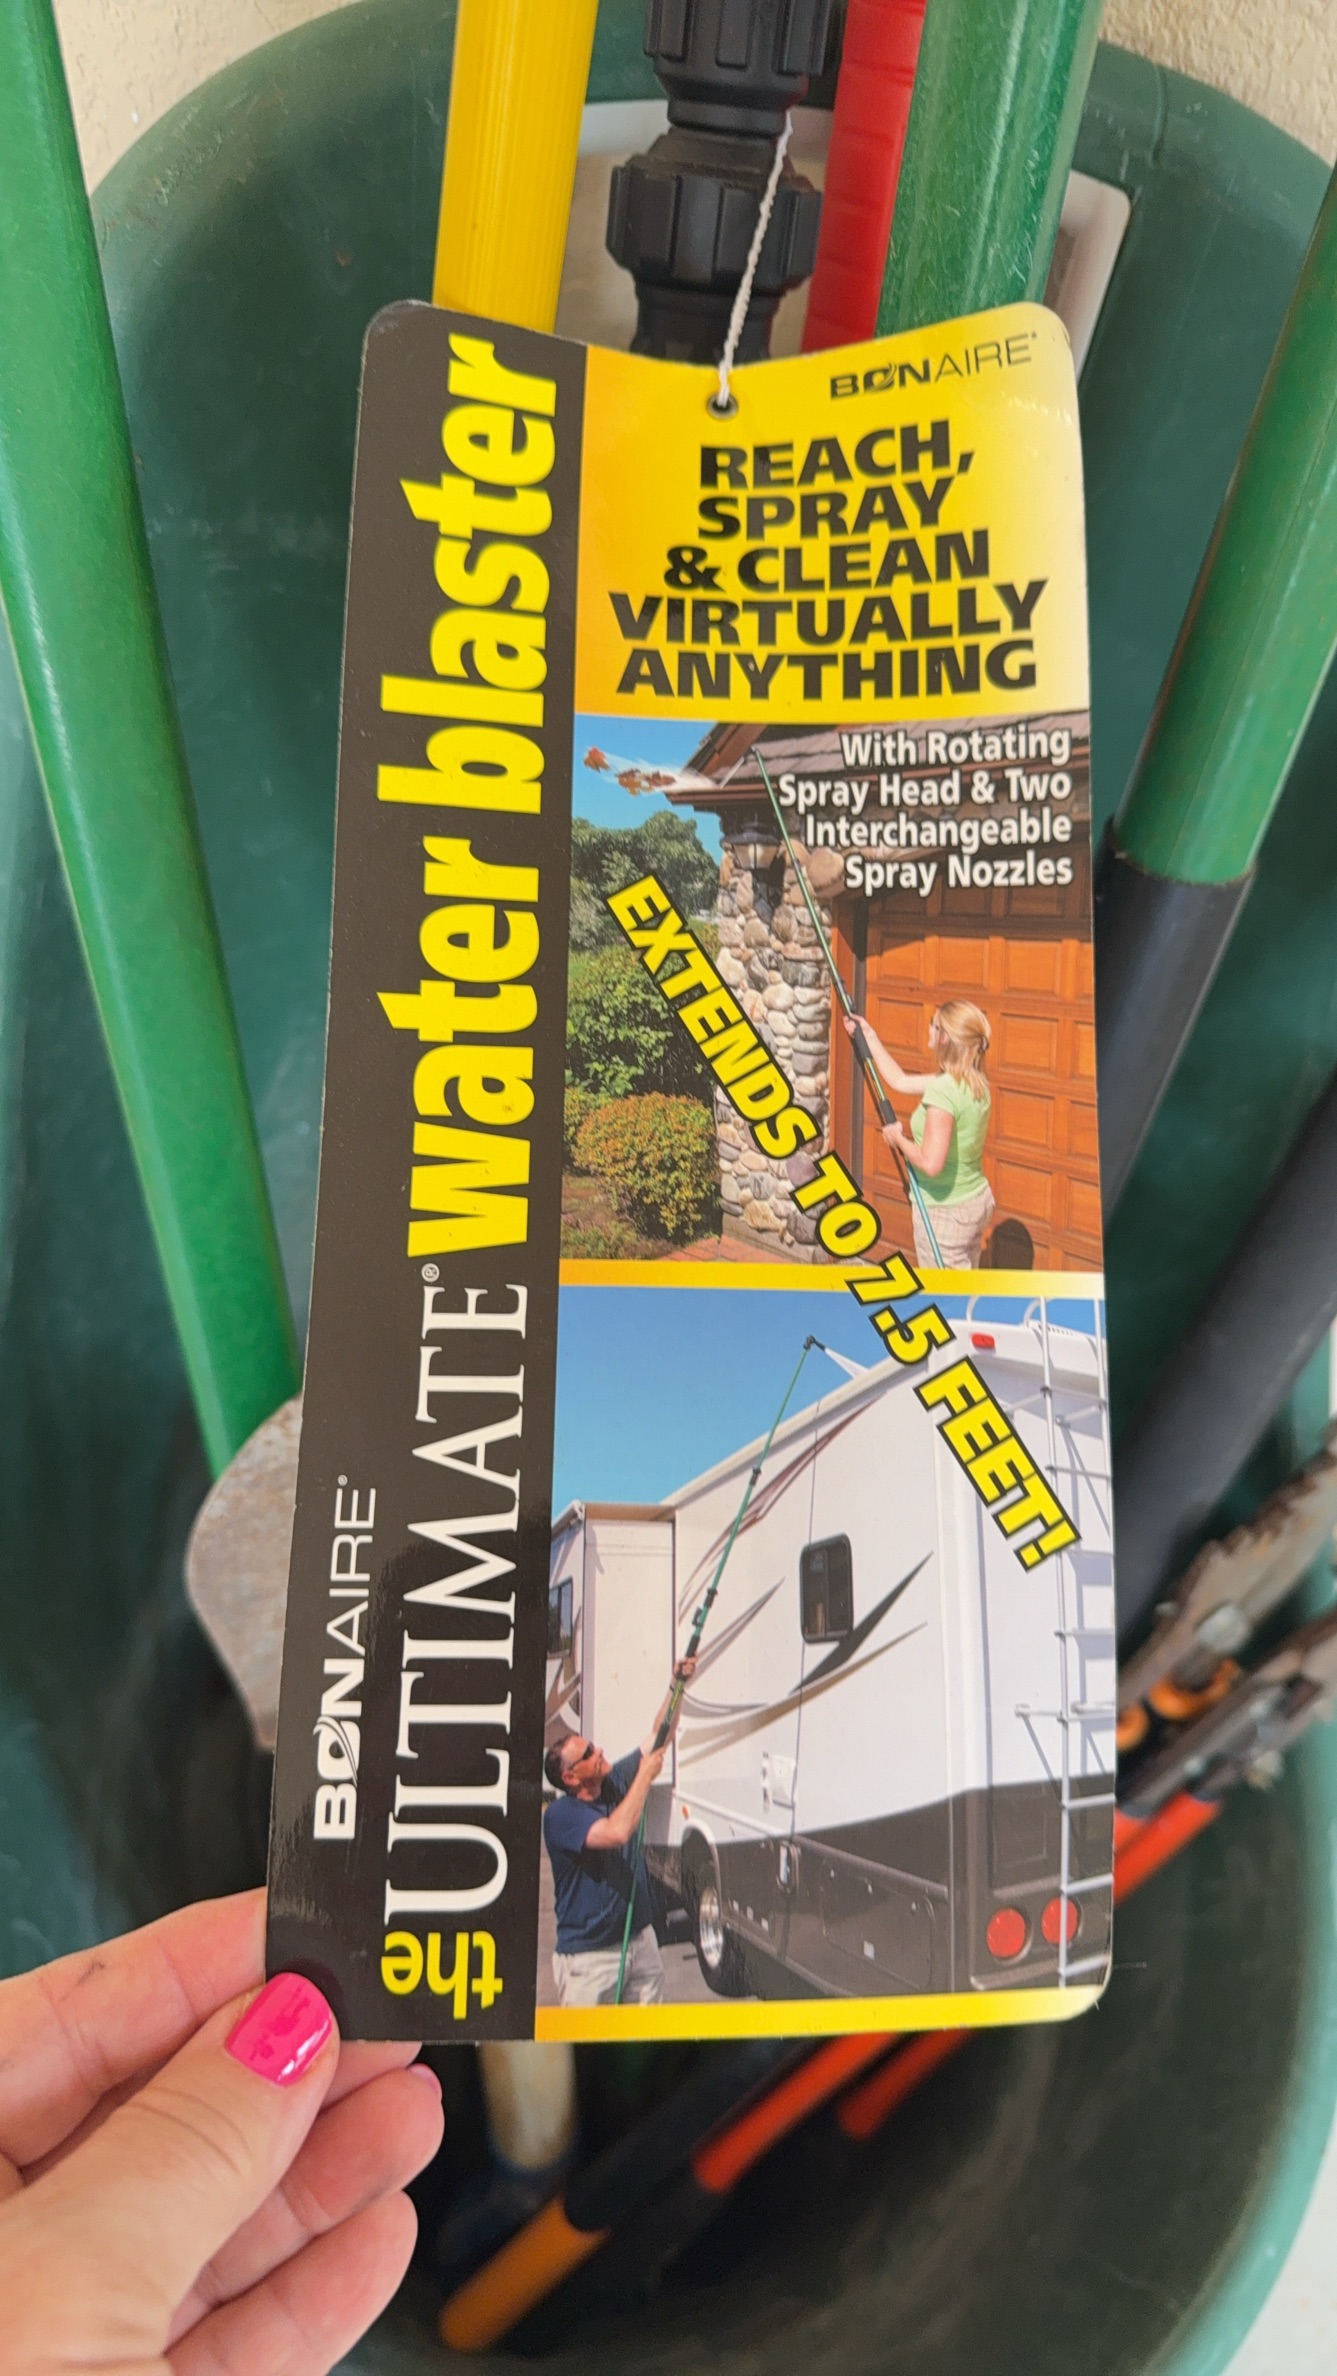 BONAIRE®
the ULTIMATE® water blaster
BONAIRE®
REACH,
SPRAY
& CLEAN
VIRTUALLY
ANYTHING
With Rotating
Spray Head & Two
Interchangeable
Spray Nozzles
EXTENDS TO 7.5 FEET!